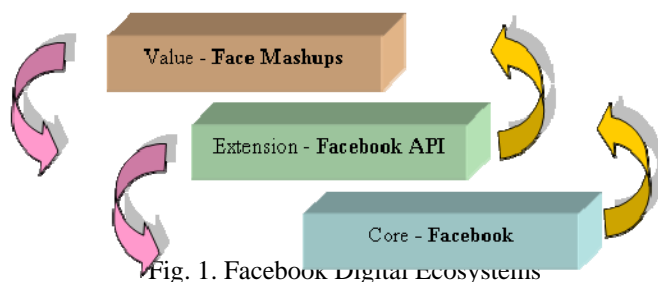 Value - Face Mashups
Extension - Facebook API
Core - Facebook
Fig. 1. Facebook Digital Ecosystems